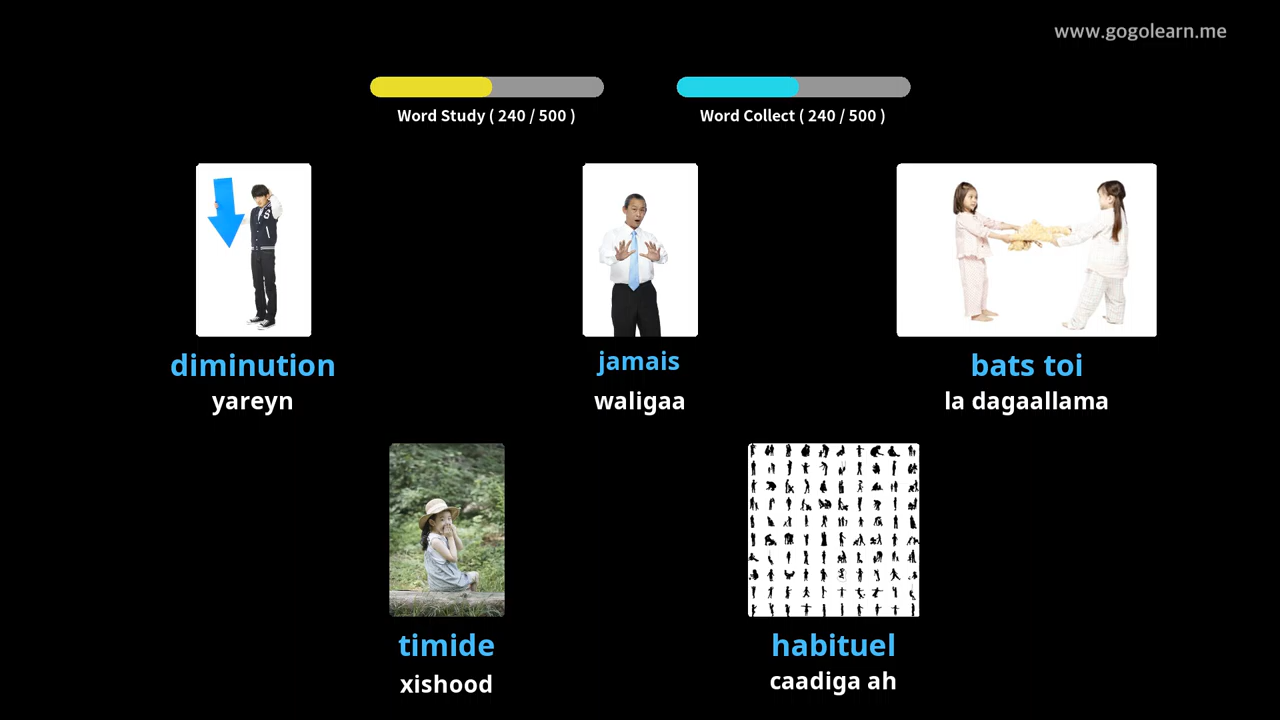 www.gogolearn.me
Word Study ( 240 / 500 )
Word Collect ( 240 / 500 )
diminution
yareyn
jamais
waligaa
bats toi
la dagaallama
timide
xishood
habituel
caadiga ah